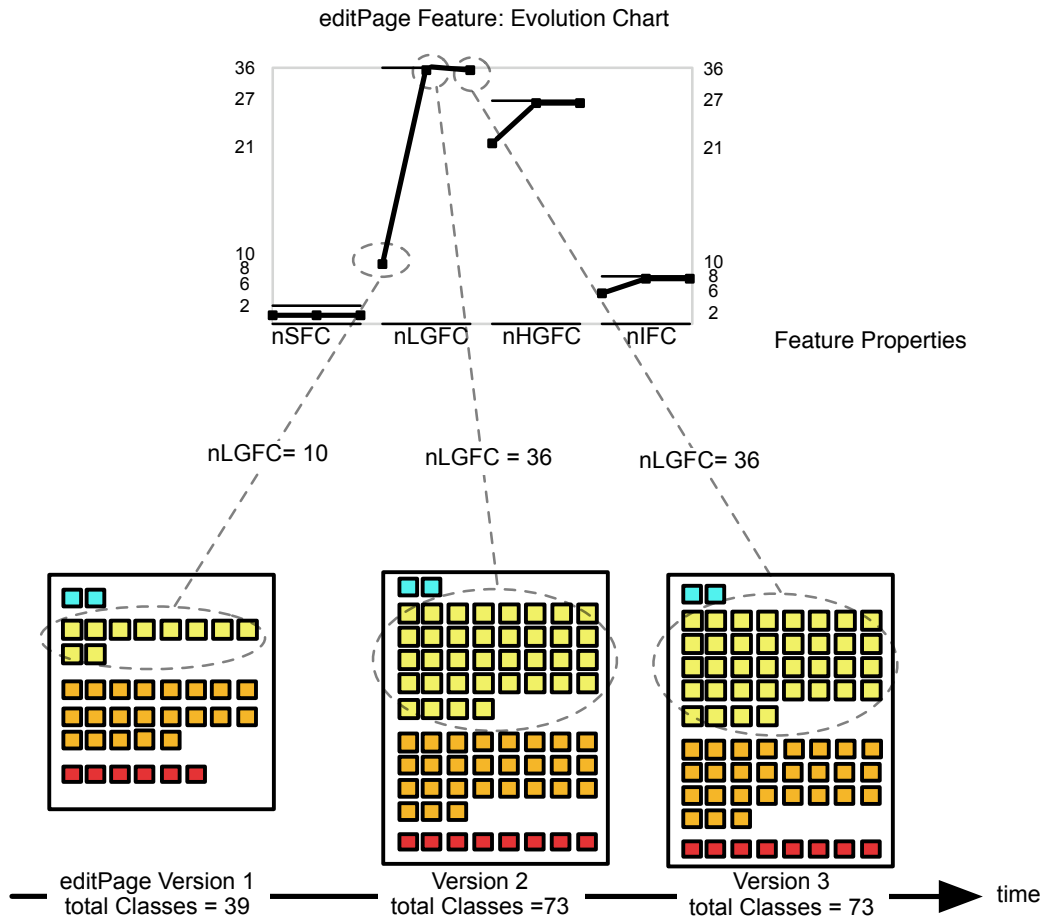 editPage Feature: Evolution Chart
36
36
27
27
21
21
10
10
8
8
6
6
2
2
nSFC
nLGFC
nHGFC
nIFC
Feature Properties
nLGFC= 10
nLGFC = 36
nLGFC= 36
editPage Version 1
total Classes = 39
Version 2
total Classes =73
Version 3
total Classes = 73
time